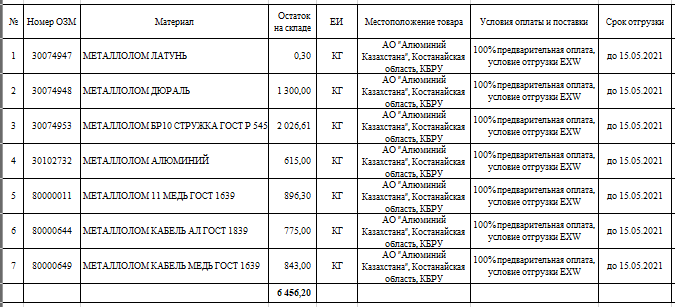 № Номер ОЗМ Материал Остаток на складе ЕИ Местоположение товара Условия оплаты и поставки Срок отгрузки
1 30074947 МЕТАЛЛОЛОМ ЛАТУНЬ 0,30 КГ АО "Алюминий Казахстана", Костанайская область, КБРУ 100% предварительная оплата, условие отгрузки EXW до 15.05.2021
2 30074948 МЕТАЛЛОЛОМ ДЮРАЛЬ 1 300,00 КГ АО "Алюминий Казахстана", Костанайская область, КБРУ 100% предварительная оплата, условие отгрузки EXW до 15.05.2021
3 30074953 МЕТАЛЛОЛОМ БР10 СТРУЖКА ГОСТ Р 545 2 026,61 КГ АО "Алюминий Казахстана", Костанайская область, КБРУ 100% предварительная оплата, условие отгрузки EXW до 15.05.2021
4 30102732 МЕТАЛЛОЛОМ АЛЮМИНИЙ 615,00 КГ АО "Алюминий Казахстана", Костанайская область, КБРУ 100% предварительная оплата, условие отгрузки EXW до 15.05.2021
5 80000011 МЕТАЛЛОЛОМ 11 МЕДЬ ГОСТ 1639 896,30 КГ АО "Алюминий Казахстана", Костанайская область, КБРУ 100% предварительная оплата, условие отгрузки EXW до 15.05.2021
6 80000644 МЕТАЛЛОЛОМ КАБЕЛЬ АЛ ГОСТ 1839 775,00 КГ АО "Алюминий Казахстана", Костанайская область, КБРУ 100% предварительная оплата, условие отгрузки EXW до 15.05.2021
7 80000649 МЕТАЛЛОЛОМ КАБЕЛЬ МЕДЬ ГОСТ 1639 843,00 КГ АО "Алюминий Казахстана", Костанайская область, КБРУ 100% предварительная оплата, условие отгрузки EXW до 15.05.2021
6 456,20